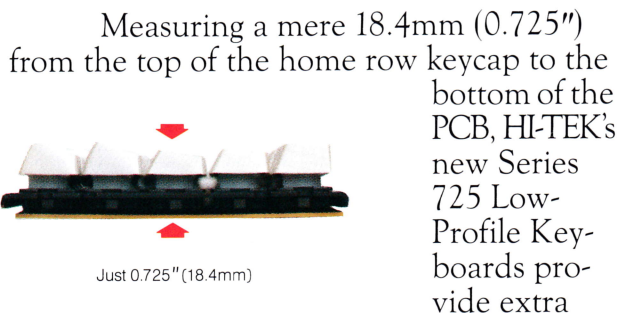 Measuring a mere 18.4mm (0.725")
from the top of the home row keycap to the
bottom of the
PCB, HI-TEK's
new Series
725 Low-
Profile Key-
boards pro-
vide extra
Just 0.725" (18.4mm)